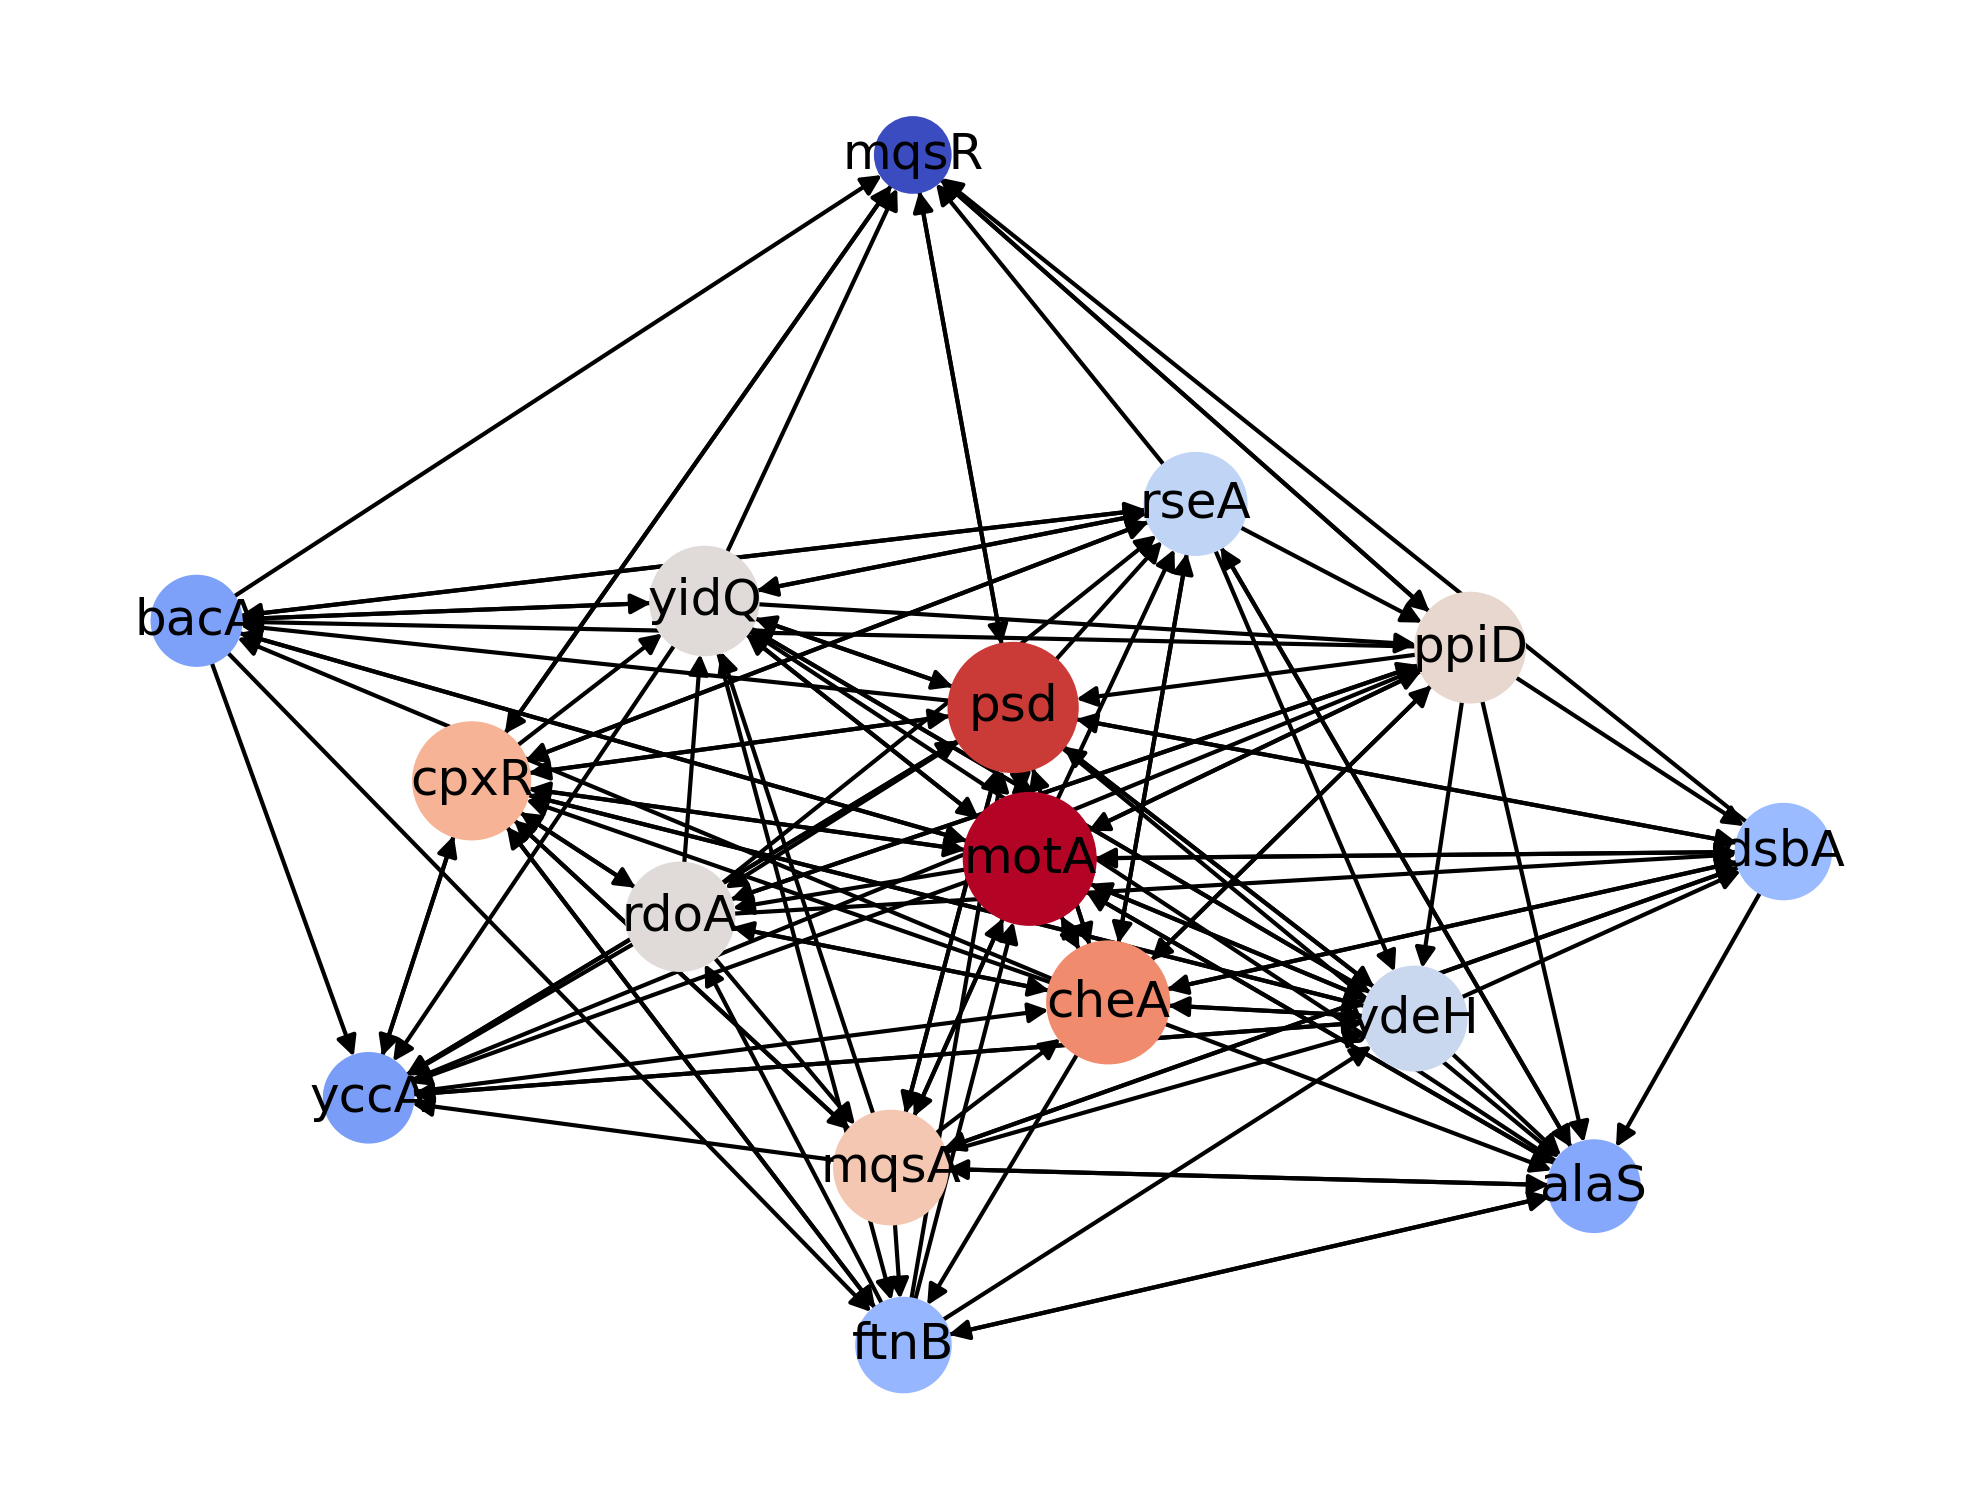 mqsR
rseA
yidQ
bacA
ppiD
psd
cpxR
motA
dsbA
rdoA
cheA
ydeH
yccA
mqsA
alaS
ftnB